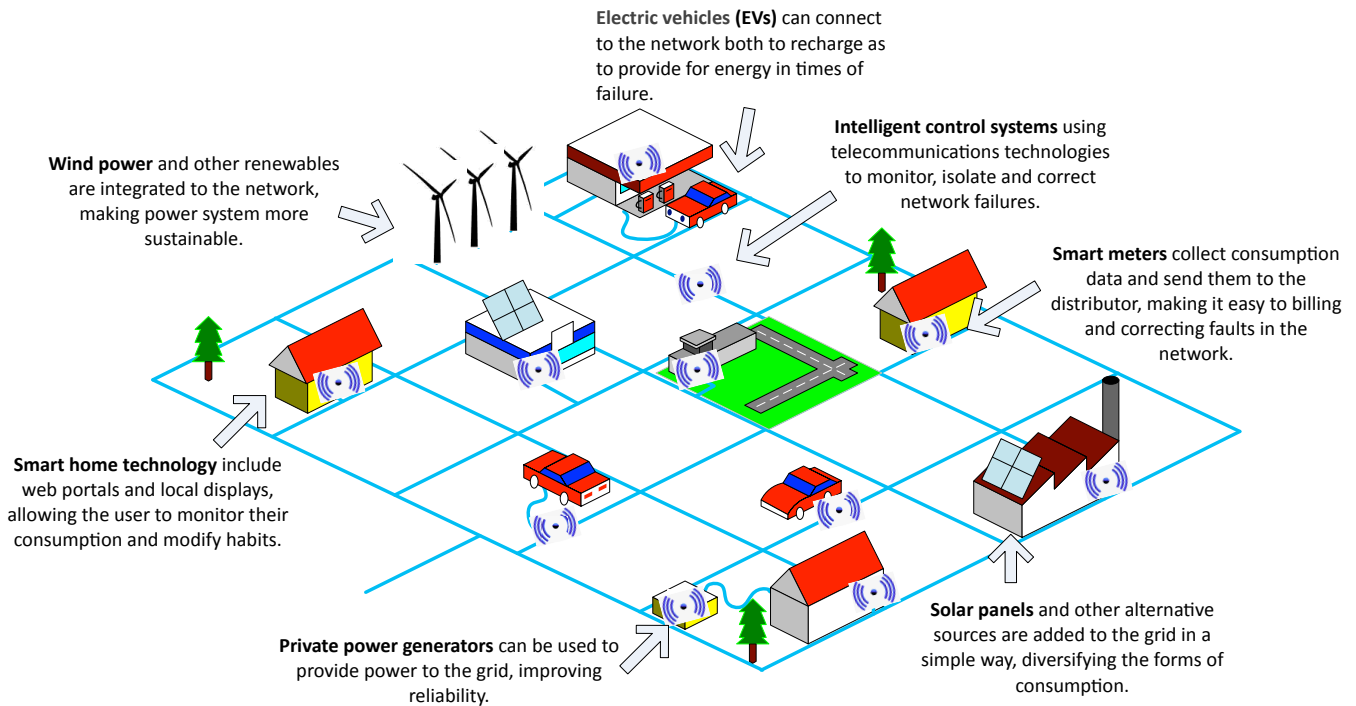 Electric vehicles (EVs) can connect
to the network both to recharge as
to provide for energy in times of
failure.
Intelligent control systems using
telecommunications technologies
to monitor, isolate and correct
network failures.
Wind power and other renewables
are integrated to the network,
making power system more
sustainable.
Smart meters collect consumption
data and send them to the
distributor, making it easy to billing
and correcting faults in the
network.
Smart home technology include
web portals and local displays,
allowing the user to monitor their
consumption and modify habits.
Private power generators can be used to
provide power to the grid, improving
reliability.
Solar panels and other alternative
sources are added to the grid in a
simple way, diversifying the forms of
consumption.